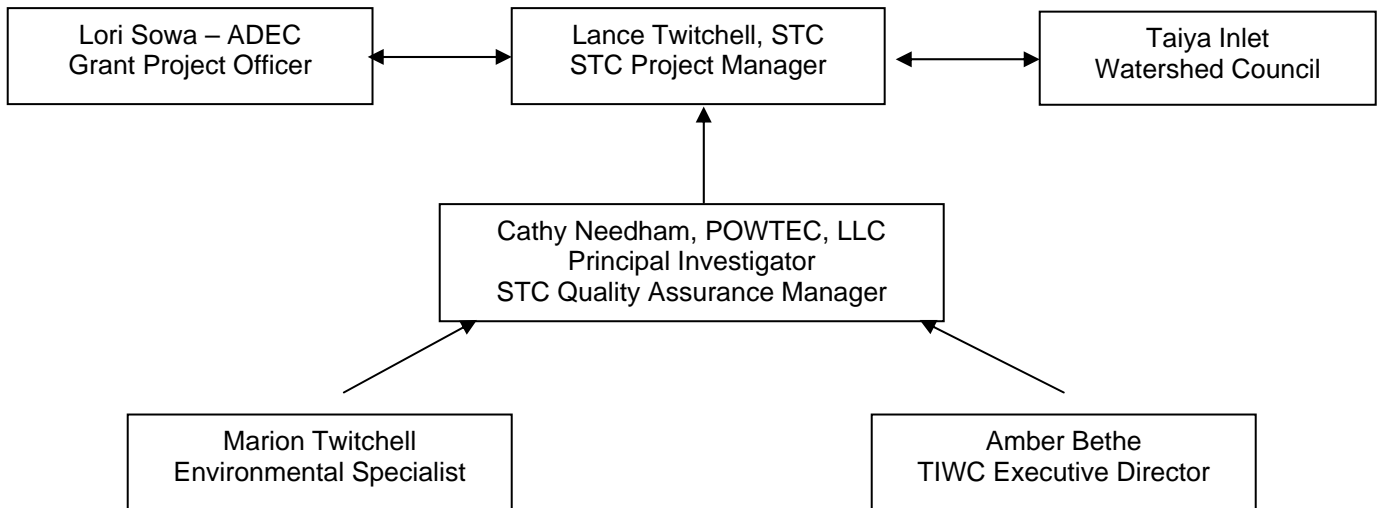 Lori Sowa – ADEC
Grant Project Officer
Lance Twitchell, STC
STC Project Manager
Taiya Inlet
Watershed Council
Cathy Needham, POWTEC, LLC
Principal Investigator
STC Quality Assurance Manager
Marion Twitchell
Environmental Specialist
Amber Bethe
TIWC Executive Director